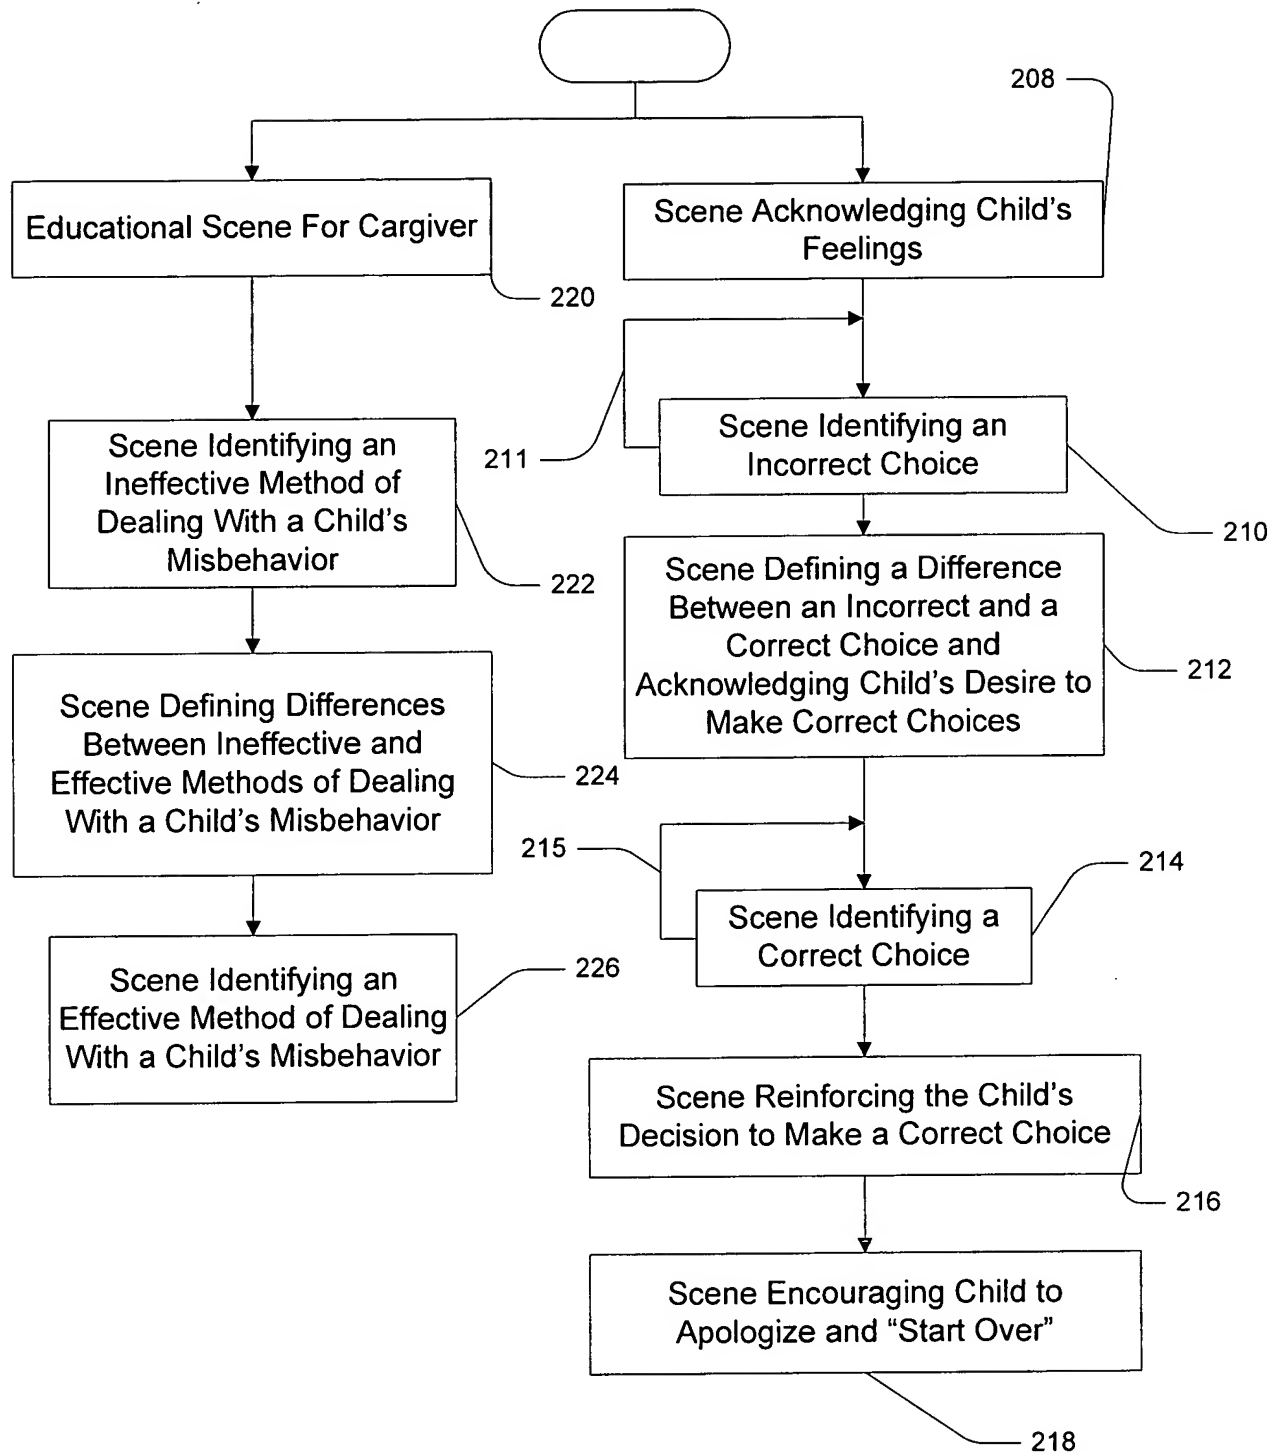 208
Educational Scene For Cargiver
220
Scene Acknowledging Child's
Feelings
211
Scene Identifying an
Incorrect Choice
210
Scene Identifying an
Ineffective Method of
Dealing With a Child's
Misbehavior
222
Scene Defining a Difference
Between an Incorrect and a
Correct Choice and
Acknowledging Child's Desire to
Make Correct Choices
212
Scene Defining Differences
Between Ineffective and
Effective Methods of Dealing
With a Child's Misbehavior
224
215
Scene Identifying a
Correct Choice
214
Scene Identifying an
Effective Method of Dealing
With a Child's Misbehavior
226
Scene Reinforcing the Child's
Decision to Make a Correct Choice
216
Scene Encouraging Child to
Apologize and “Start Over”
218